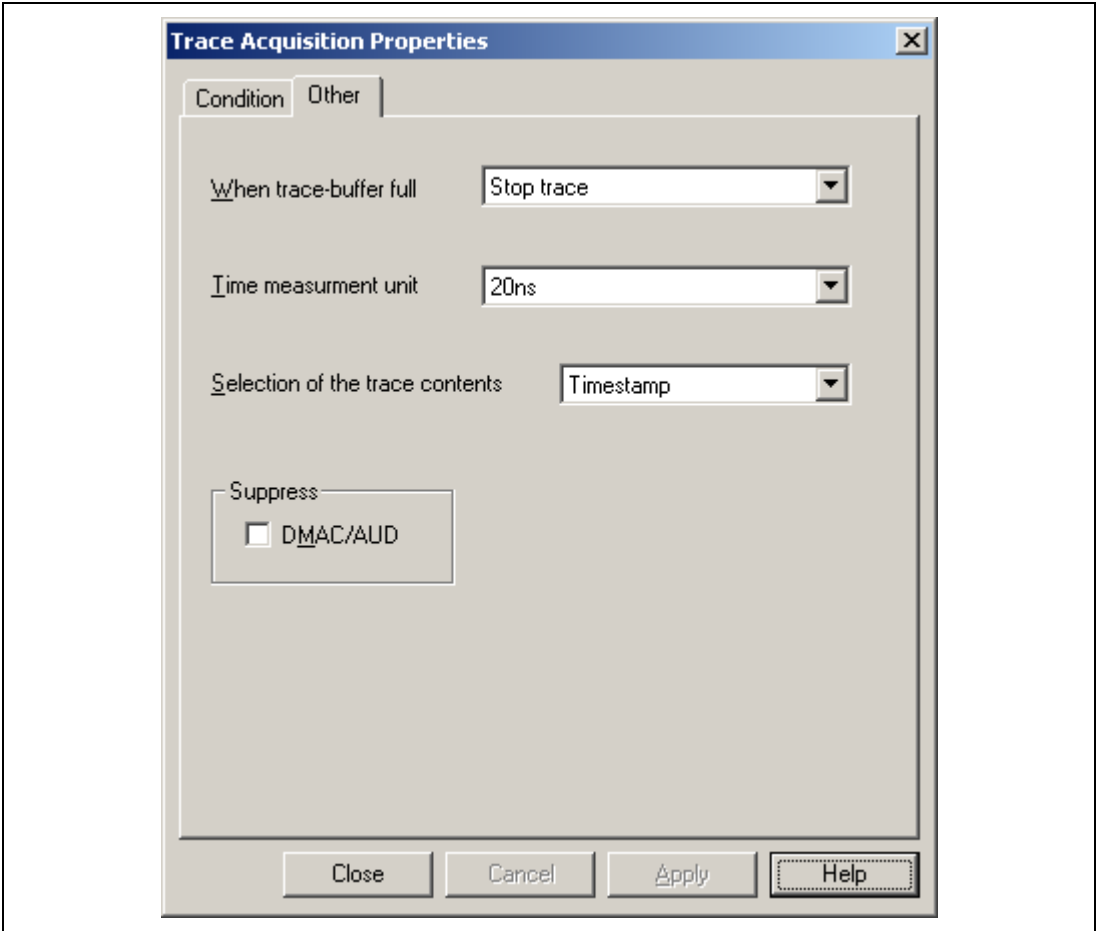 Trace Acquisition Properties
Condition Other
When trace-buffer full Stop trace
Time measurment unit 20ns
Selection of the trace contents Timestamp
Suppress
DMAC/AUD
Close Cancel Apply Help